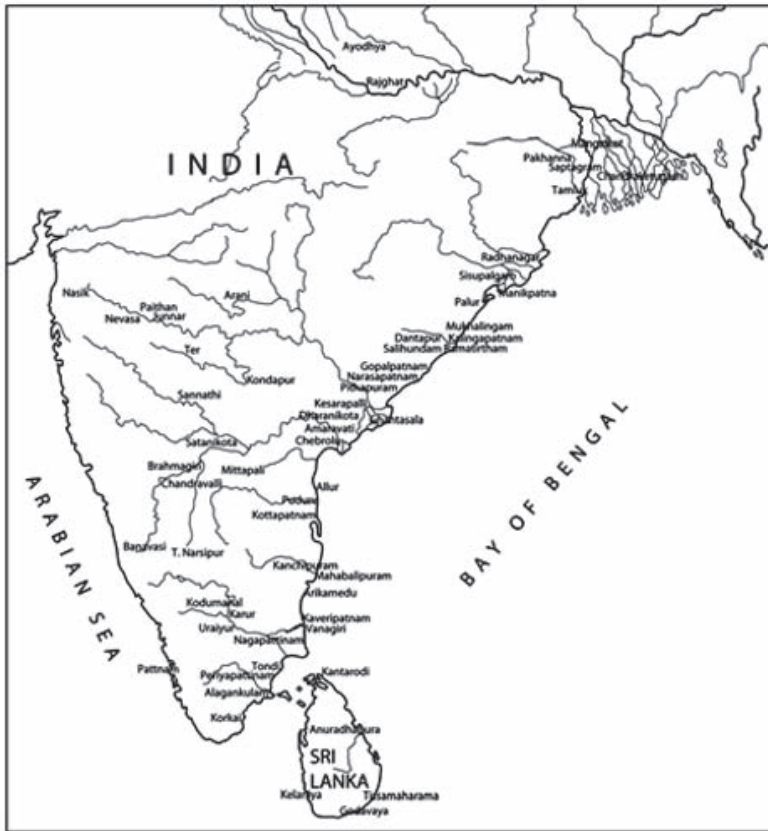 Ayodhya
Rajghat
INDIA
Mangalkot
Pakhanna
Saptagram
Chandraketugarh
Tamluk
Radhanagar
Sisupalgarh
Manikpatna
Palur
Nasik
Arani
Paithan
Nevasa Junnar
Mukhalingam
Dantapur Kalingapatnam
Salihundam Ramatirtham
Ter
Gopalpatnam
Narasapatnam
Kondapur
Pithapuram
Sannathi
Kesarapalli
Dharanikota
Ghantasala
Amaravati
Satanikota
Chebrolu
Brahmagiri
Mittapali
Chandravalli
Allur
Kottapatnam
Banavasi
T. Narsipur
Kanchipuram
Mahabalipuram
Arikamedu
Kodumanal
Karur
Kaveripatnam
Uraiyur
Vanagiri
Nagapattinam
Pattnam
Tondi
Periyapattinam
Kantarodi
Alagankulam
Korkai
Anuradhapura
SRI
LANKA
Kelaniya
Tissamaharama
Godavaya
ARABIAN SEA
BAY OF BENGAL